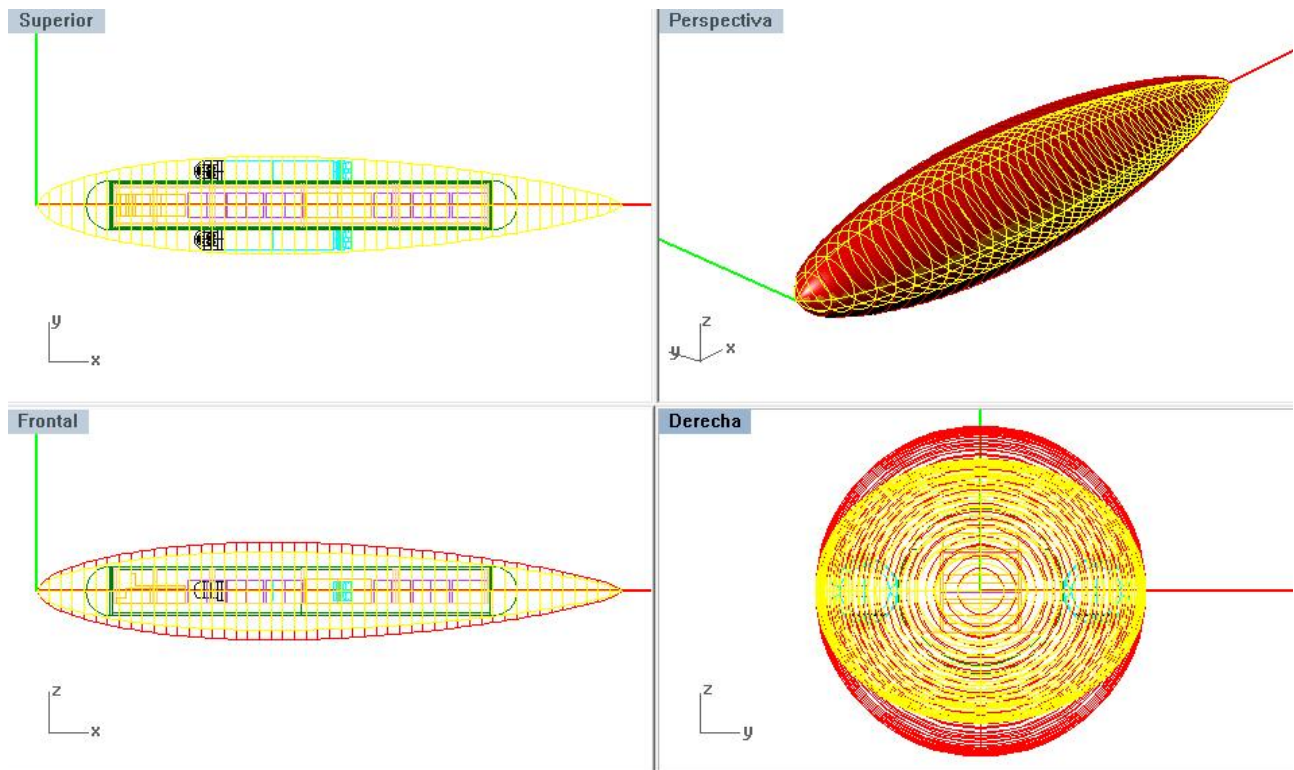 Superior
Perspectiva
y
x
z
y
x
Frontal
Derecha
z
x
z
y